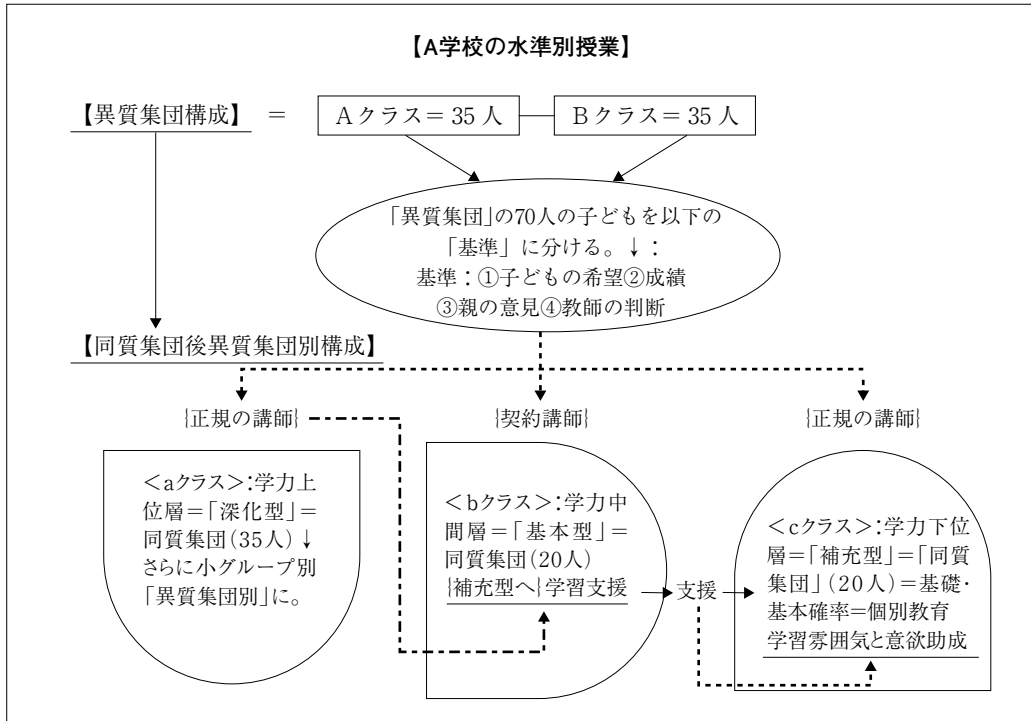 【A学校の水準別授業】
【異質集団構成】 = Aクラス=35人 Bクラス=35人
「異質集団」の70人の子どもを以下の
「基準」に分ける。↓:
基準:①子どもの希望②成績
③親の意見④教師の判断
【同質集団後異質集団別構成】
{正規の講師} {契約講師} {正規の講師}
<aクラス>:学力上
位層=「深化型」=
同質集団(35人)↓
さらに小グループ別
「異質集団別」に。
<bクラス>:学力中
間層=「基本型」=
同質集団(20人)
{補充型へ}学習支援
支援
<cクラス>:学力下位
層=「補充型」=「同質
集団」(20人)=基礎・
基本確率=個別教育
学習雰囲気と意欲助成